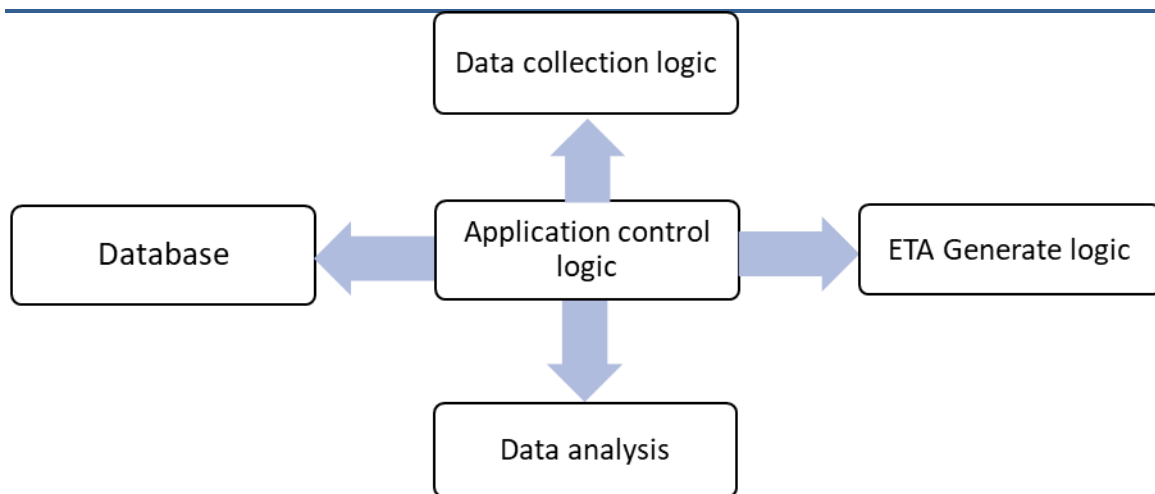 Data collection logic
Database
Application control
logic
ETA Generate logic
Data analysis